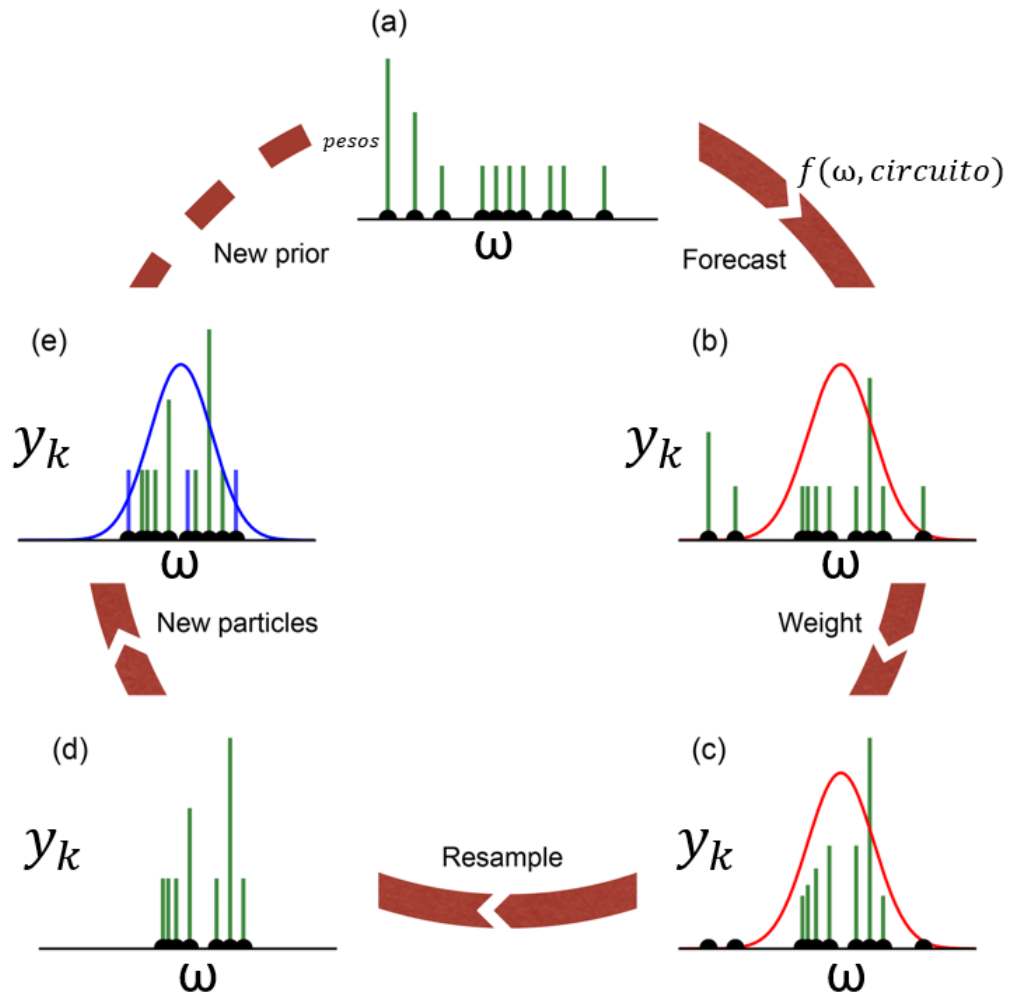 (a)
pesos
f(ω, circuito)
ω
New prior
Forecast
(e)
(b)
y_k
y_k
ω
ω
New particles
Weight
(d)
(c)
Resample
y_k
y_k
ω
ω